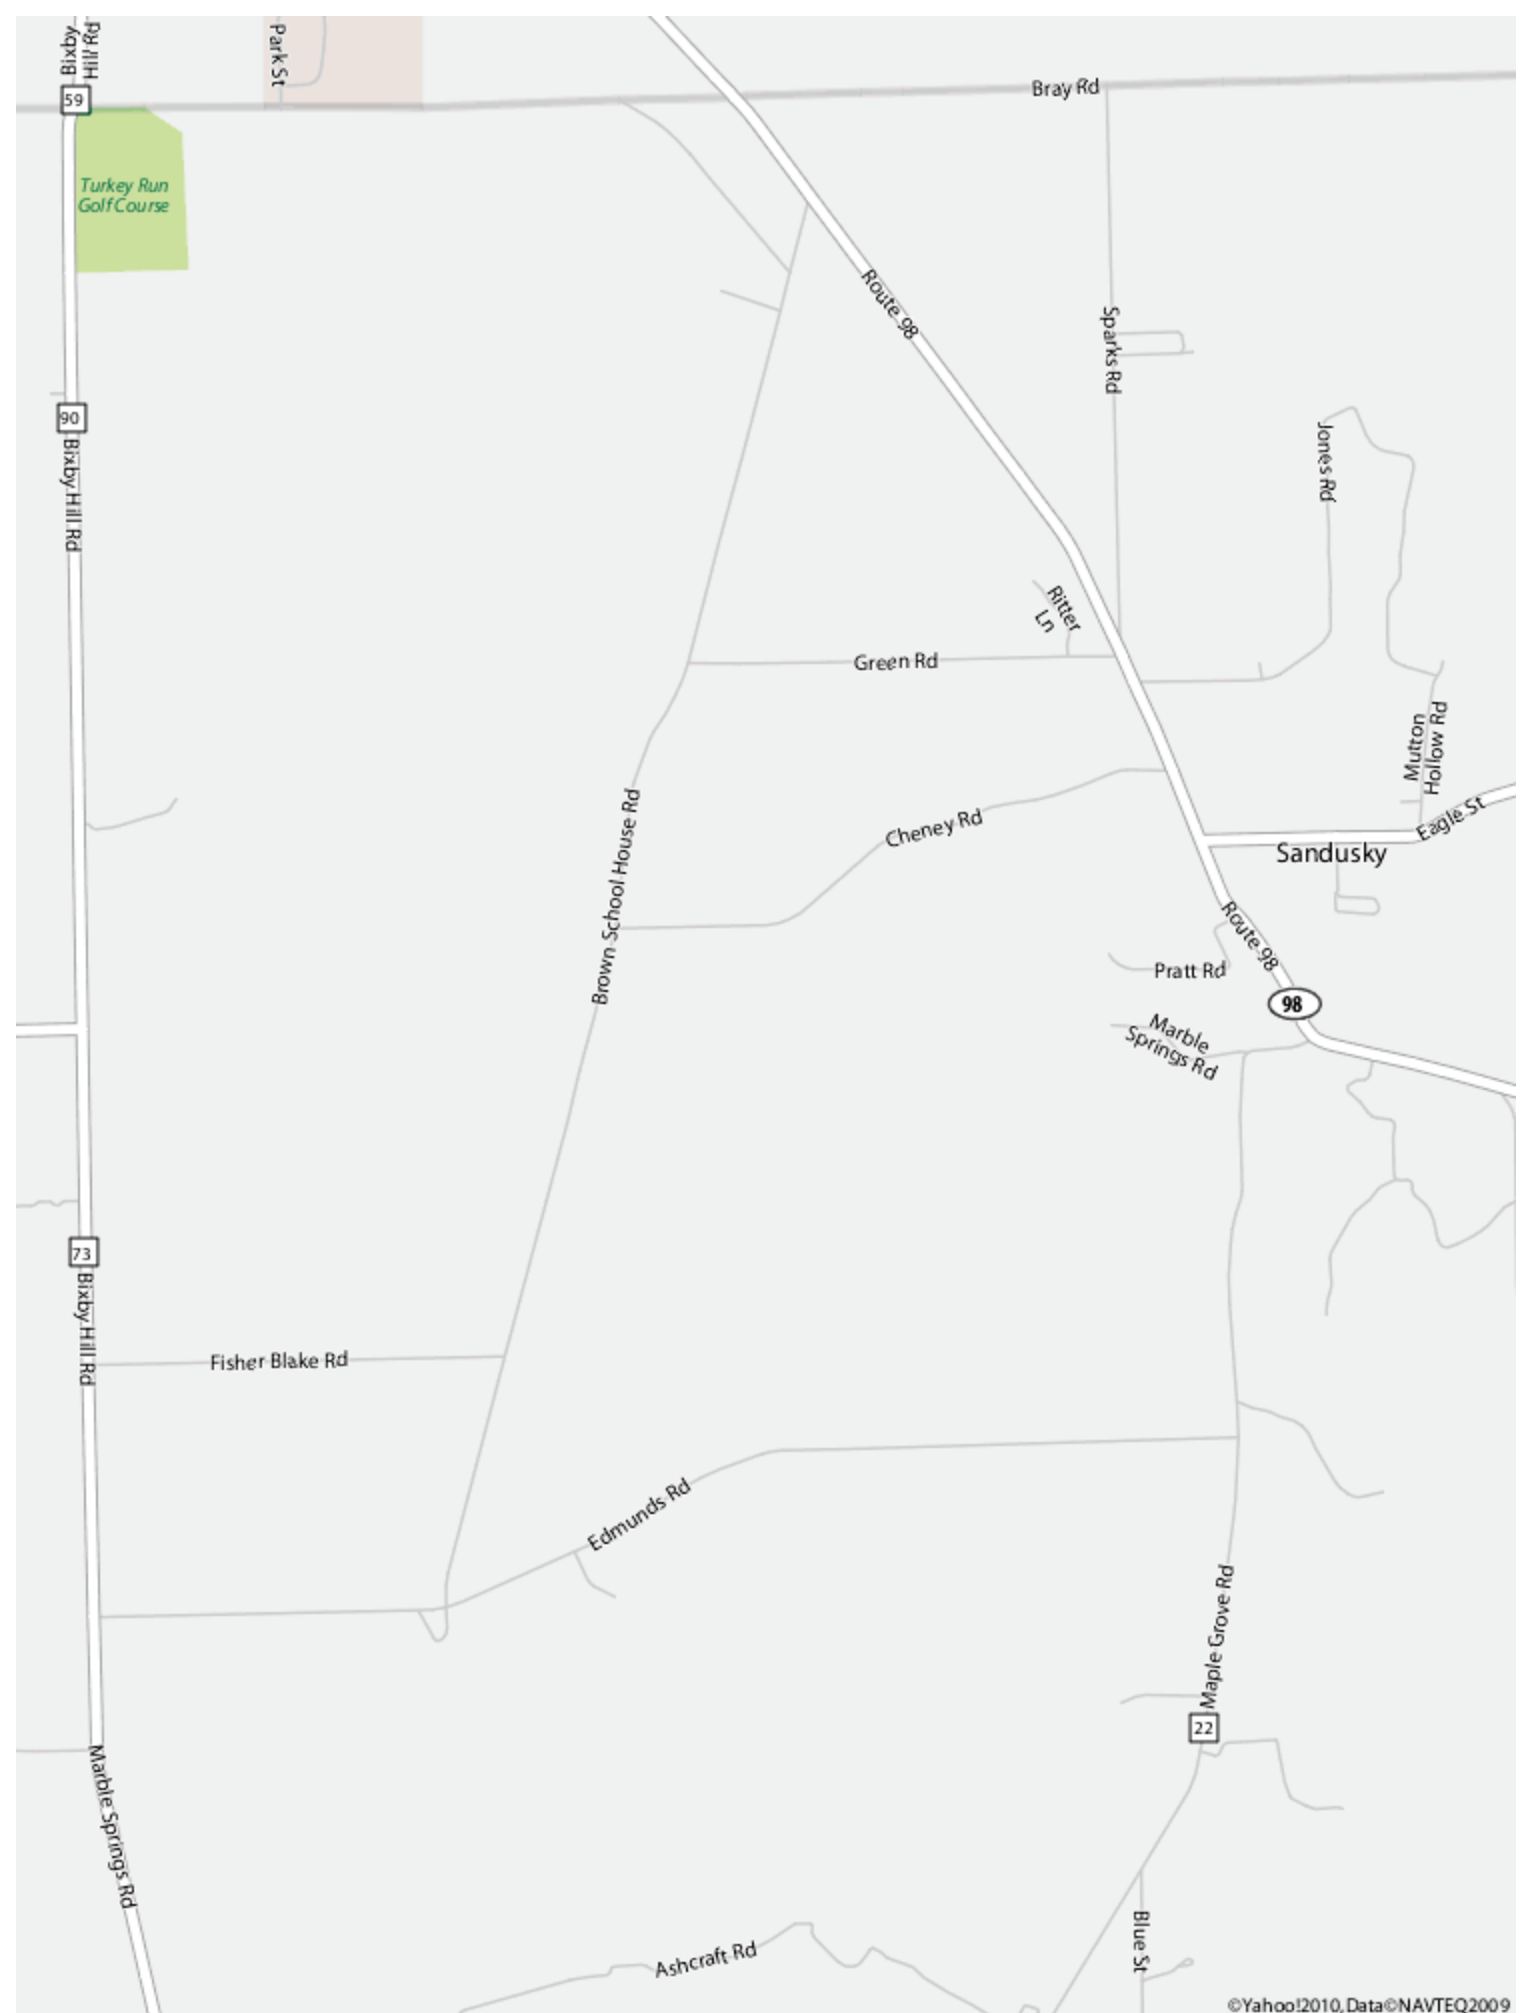 Bixby
Hill Rd
Park St
59
Bray Rd
Turkey Run
Golf Course
Route 98
Sparks Rd
90
Bixby Hill Rd
Jones Rd
Ritter
Ln
Green Rd
Mutton
Hollow Rd
Brown School House Rd
Cheney Rd
Eagle St
Sandusky
Route 98
Pratt Rd
98
Marble
Springs Rd
73
Bixby Hill Rd
Fisher Blake Rd
Edmunds Rd
Maple Grove Rd
22
Marble Springs Rd
Blue St
Ashcraft Rd
©Yahoo!2010, Data©NAVTEQ2009